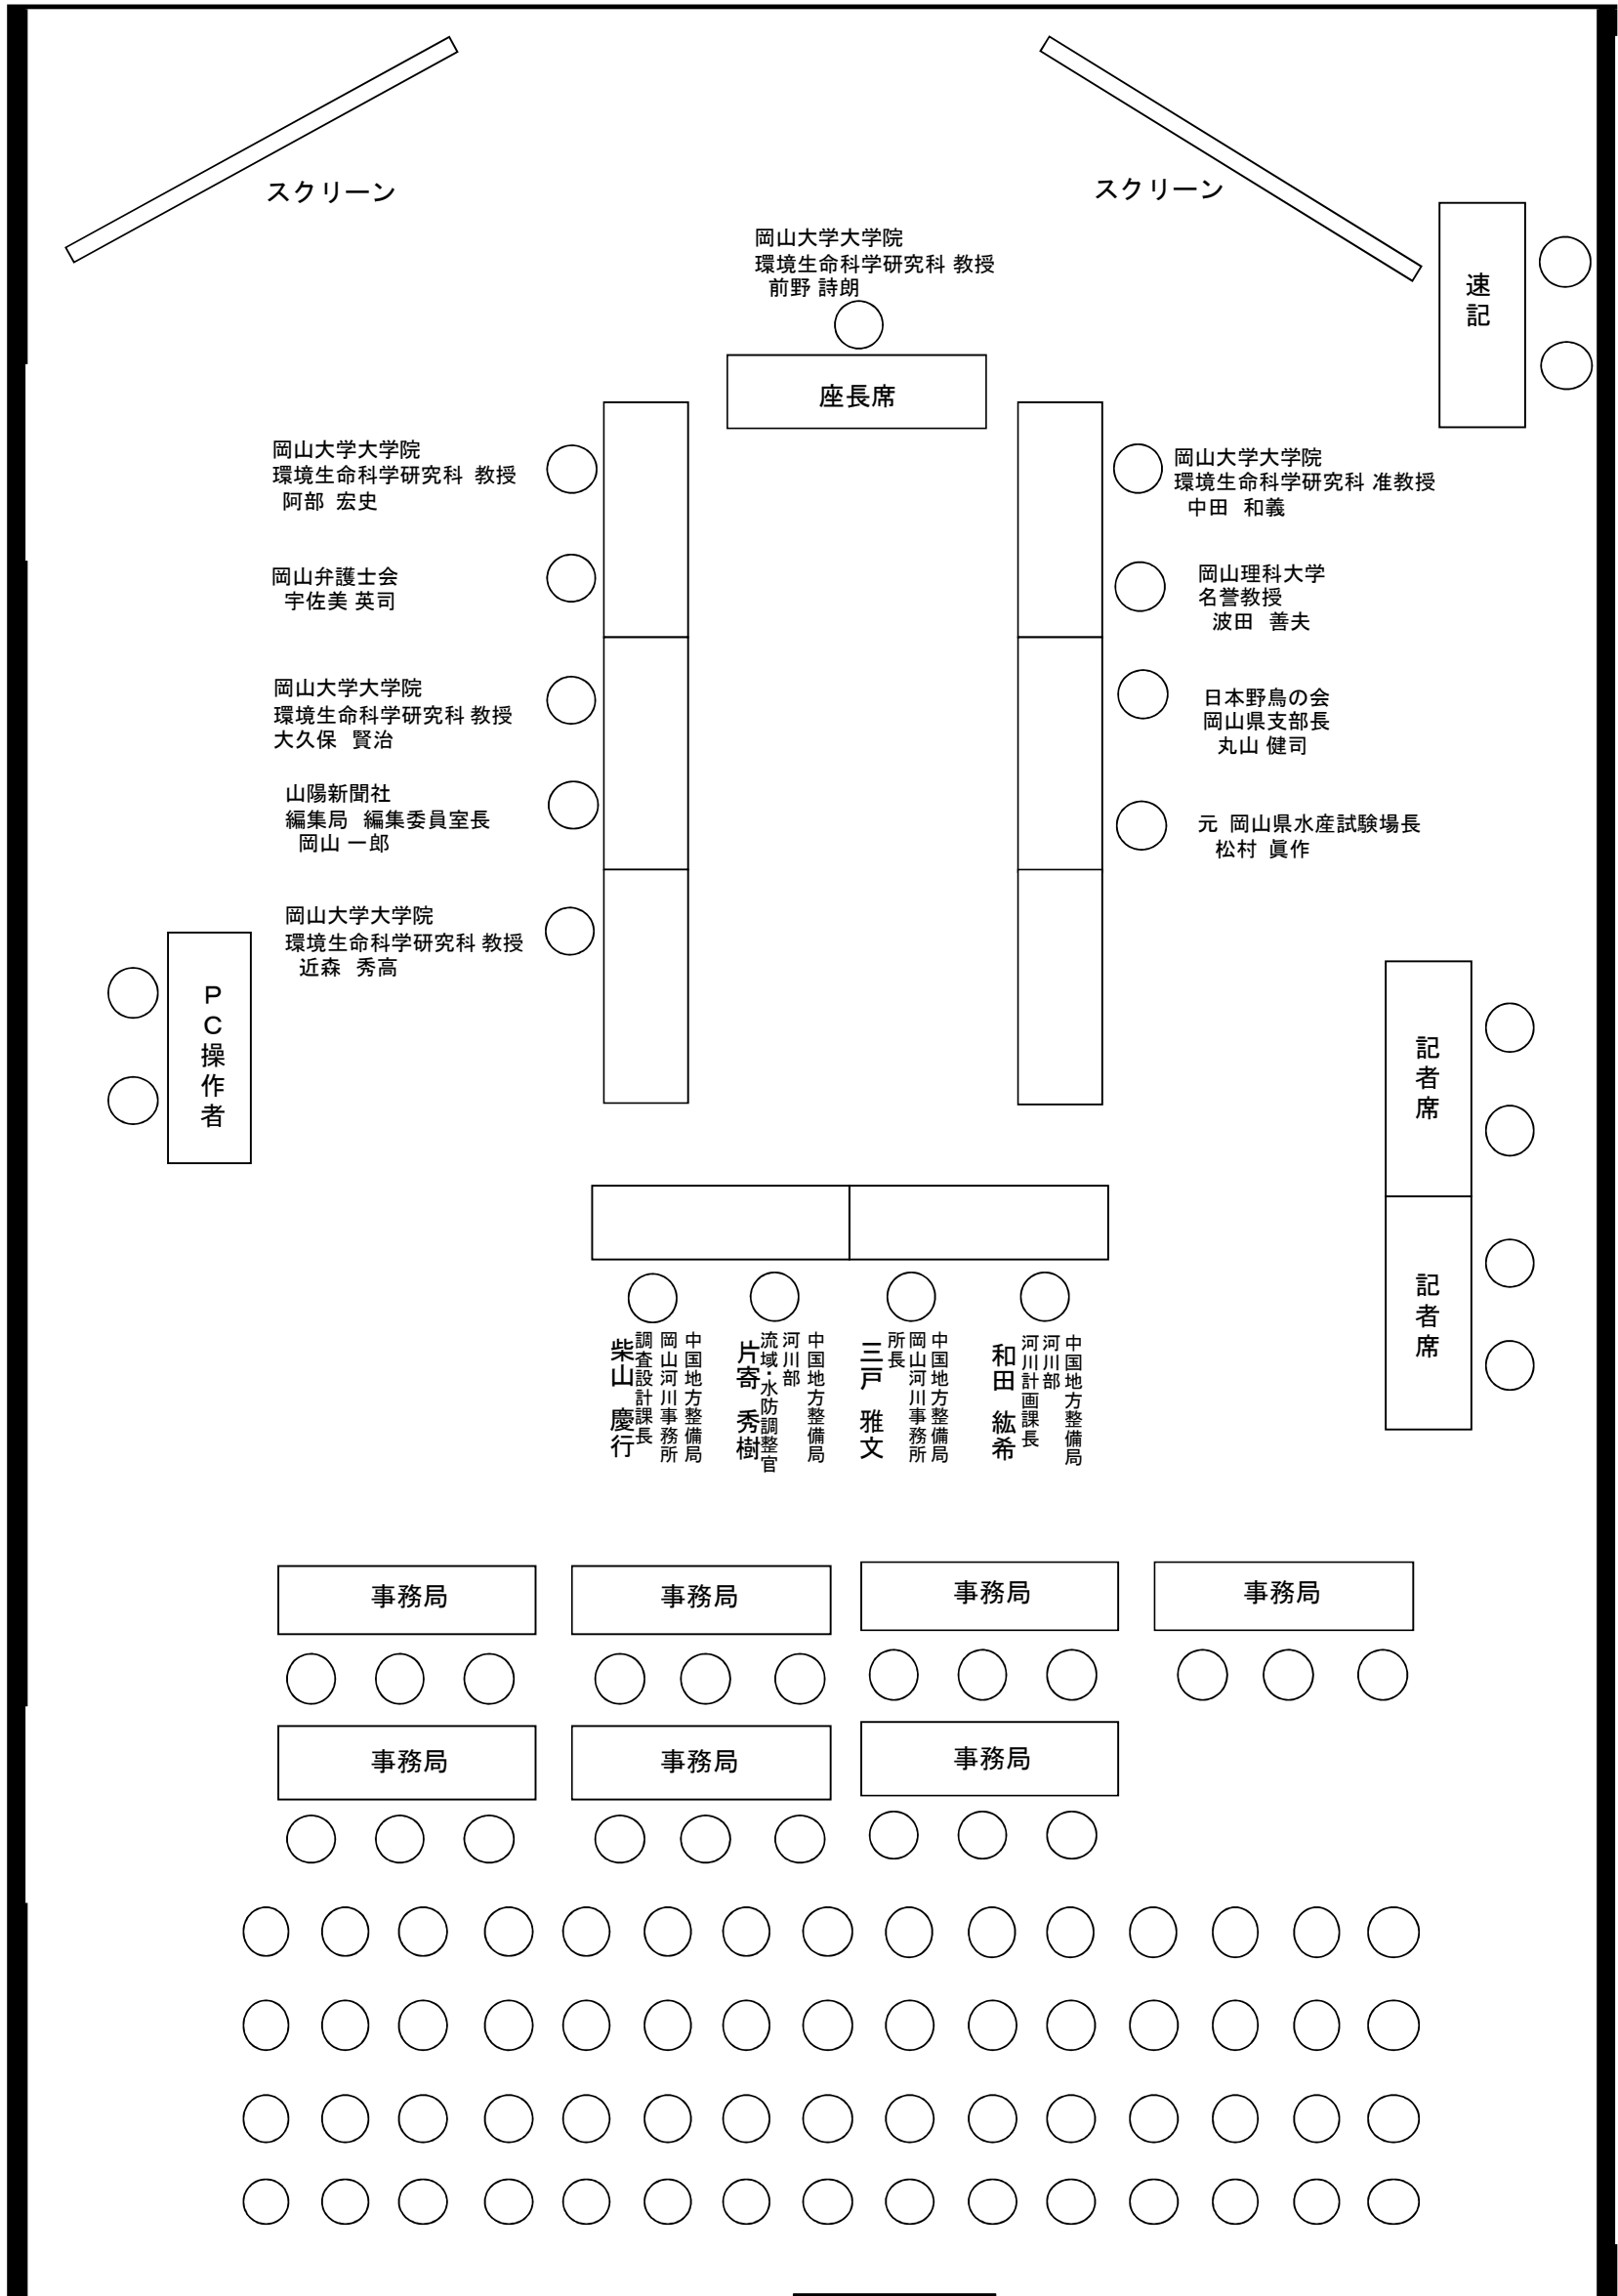 スクリーン
スクリーン
岡山大学大学院
環境生命科学研究科 教授
前野 詩朗
座長席
速記
岡山大学大学院
環境生命科学研究科 教授
阿部 宏史
岡山弁護士会
宇佐美 英司
岡山大学大学院
環境生命科学研究科 教授
大久保 賢治
山陽新聞社
編集局 編集委員室長
岡山 一郎
岡山大学大学院
環境生命科学研究科 教授
近森 秀高
岡山大学大学院
環境生命科学研究科 准教授
中田 和義
岡山理科大学
名誉教授
波田 善夫
日本野鳥の会
岡山県支部長
丸山 健司
元 岡山県水産試験場長
松村 眞作
PC操作者
記者席
記者席
中国地方整備局
岡山河川事務所
調査設計課長
柴山 慶行
中国地方整備局
河川部
流域・水防調整官
片寄 秀樹
中国地方整備局
岡山河川事務所
所長
三戸 雅文
中国地方整備局
河川部
河川計画課長
和田 紘希
事務局
事務局
事務局
事務局
事務局
事務局
事務局